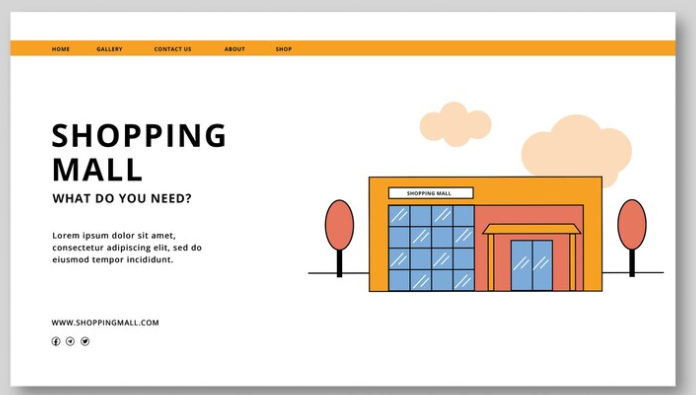 HOME GALLERY CONTACT US ABOUT SHOP
SHOPPING
MALL
WHAT DO YOU NEED?
Lorem ipsum dolor sit amet,
consectetur adipiscing elit, sed do
eiusmod tempor incididunt.
WWW.SHOPPINGMALL.COM
SHOPPING MALL